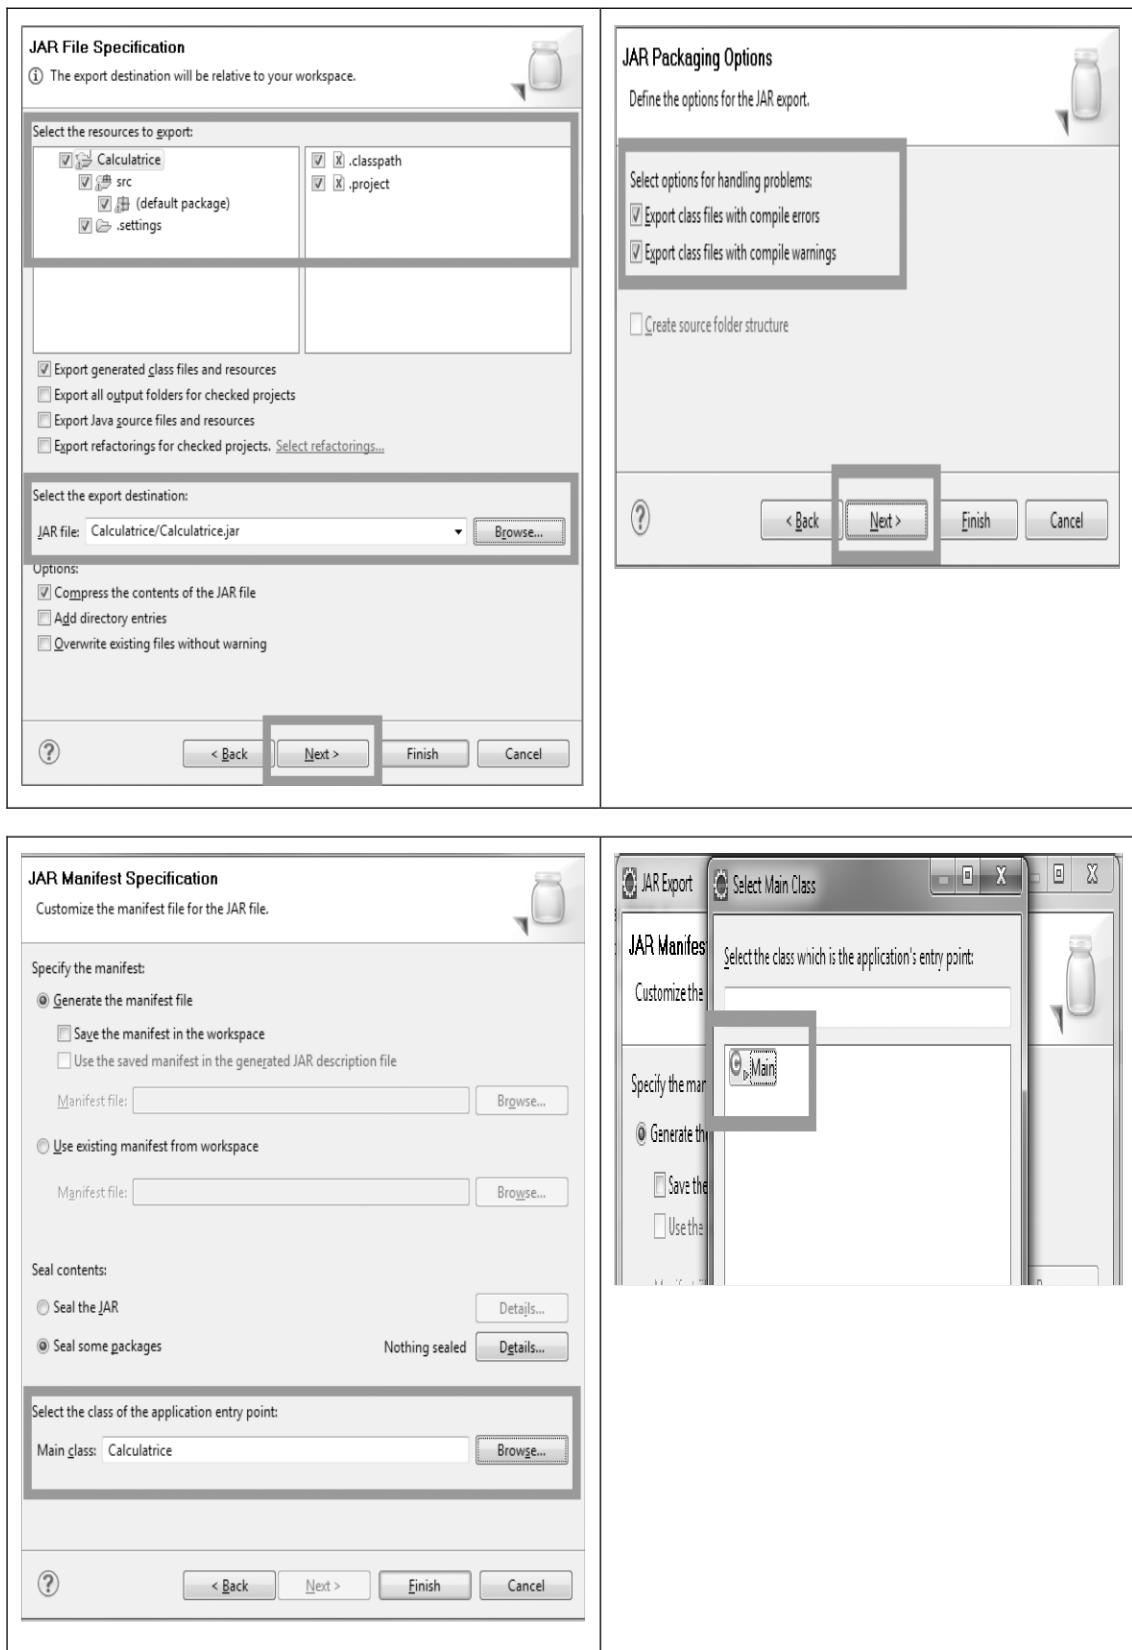 JAR File Specification
The export destination will be relative to your workspace.
Select the resources to export:
Calculatrice
src
(default package)
.settings
.classpath
.project
Export generated class files and resources
Export all output folders for checked projects
Export Java source files and resources
Export refactorings for checked projects. Select refactorings...
Select the export destination:
JAR file: Calculatrice/Calculatrice.jar Browse...
Options:
Compress the contents of the JAR file
Add directory entries
Overwrite existing files without warning
< Back Next > Finish Cancel
JAR Packaging Options
Define the options for the JAR export.
Select options for handling problems:
Export class files with compile errors
Export class files with compile warnings
Create source folder structure
< Back Next > Finish Cancel
JAR Manifest Specification
Customize the manifest file for the JAR file.
Specify the manifest:
Generate the manifest file
Save the manifest in the workspace
Use the saved manifest in the generated JAR description file
Manifest file: Browse...
Use existing manifest from workspace
Manifest file: Browse...
Seal contents:
Seal the JAR Details...
Seal some packages Nothing sealed Details...
Select the class of the application entry point:
Main class: Calculatrice Browse...
< Back Next > Finish Cancel
JAR Export
Select Main Class
JAR Manifes
Customize the
Specify the man
Generate th
Save the
Use the
Select the class which is the application's entry point:
Main